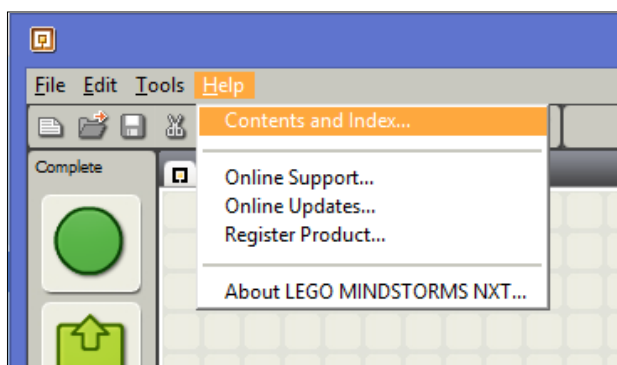 File Edit Tools Help
Contents and Index...
Complete
Online Support...
Online Updates...
Register Product...
About LEGO MINDSTORMS NXT...